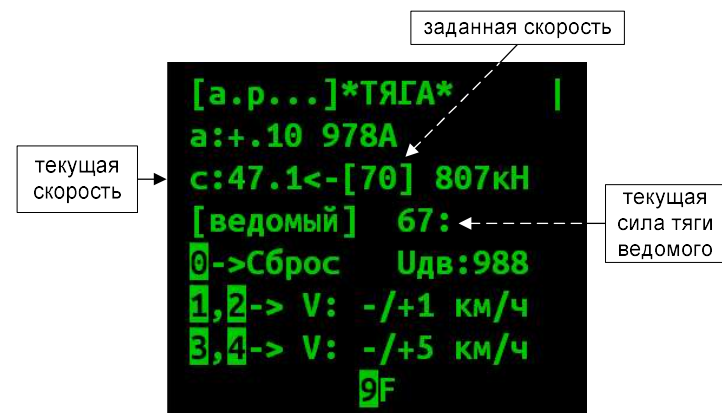 заданная скорость
[а.р...]*ТЯГА* |
а:+.10 978А
с:47.1<-[70] 807кН
текущая
скорость
[ведомый] 67:
текущая
сила тяги
ведомого
0->Сброс Uдв:988
1,2-> V: -/+1 км/ч
3,4-> V: -/+5 км/ч
9F